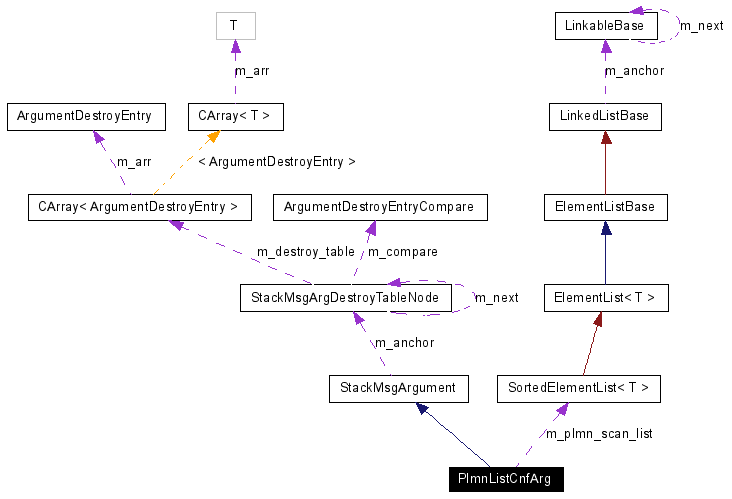 T
LinkableBase
m_next
m_arr
m_anchor
ArgumentDestroyEntry
CArray< T >
LinkedListBase
m_arr
< ArgumentDestroyEntry >
CArray< ArgumentDestroyEntry >
ArgumentDestroyEntryCompare
ElementListBase
m_destroy_table
m_compare
StackMsgArgDestroyTableNode
m_next
ElementList< T >
m_anchor
StackMsgArgument
SortedElementList< T >
m_plmn_scan_list
PlmnListCnfArg